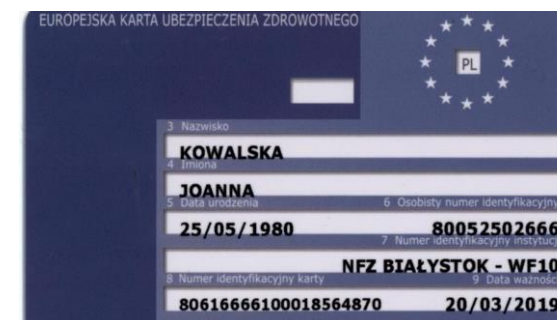 EUROPEJSKA KARTA UBEZPIECZENIA ZDROWOTNEGO
PL
3 Nazwisko
KOWALSKA
4 Imiona
JOANNA
5 Data urodzenia 6 Osobisty numer identyfikacyjny
25/05/1980 80052502666
7 Numer identyfikacyjny instytucji
NFZ BIAŁYSTOK - WF10
8 Numer identyfikacyjny karty 9 Data ważności
80616666100018564870 20/03/2019